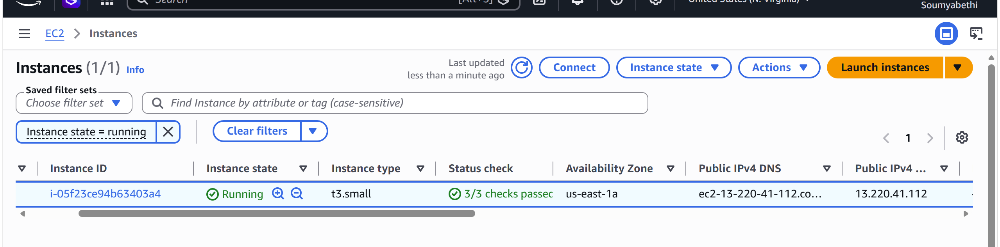 Search [Alt+S] United States (N. Virginia)
Soumyabethi
EC2 Instances
Instances (1/1) Info
Last updated
less than a minute ago
Connect Instance state Actions Launch instances
Saved filter sets
Choose filter set
Find Instance by attribute or tag (case-sensitive)
Instance state = running
Clear filters
1
Instance ID Instance state Instance type Status check Availability Zone Public IPv4 DNS Public IPv4 ...
i-05f23ce94b63403a4 Running t3.small 3/3 checks passed us-east-1a ec2-13-220-41-112.co... 13.220.41.112